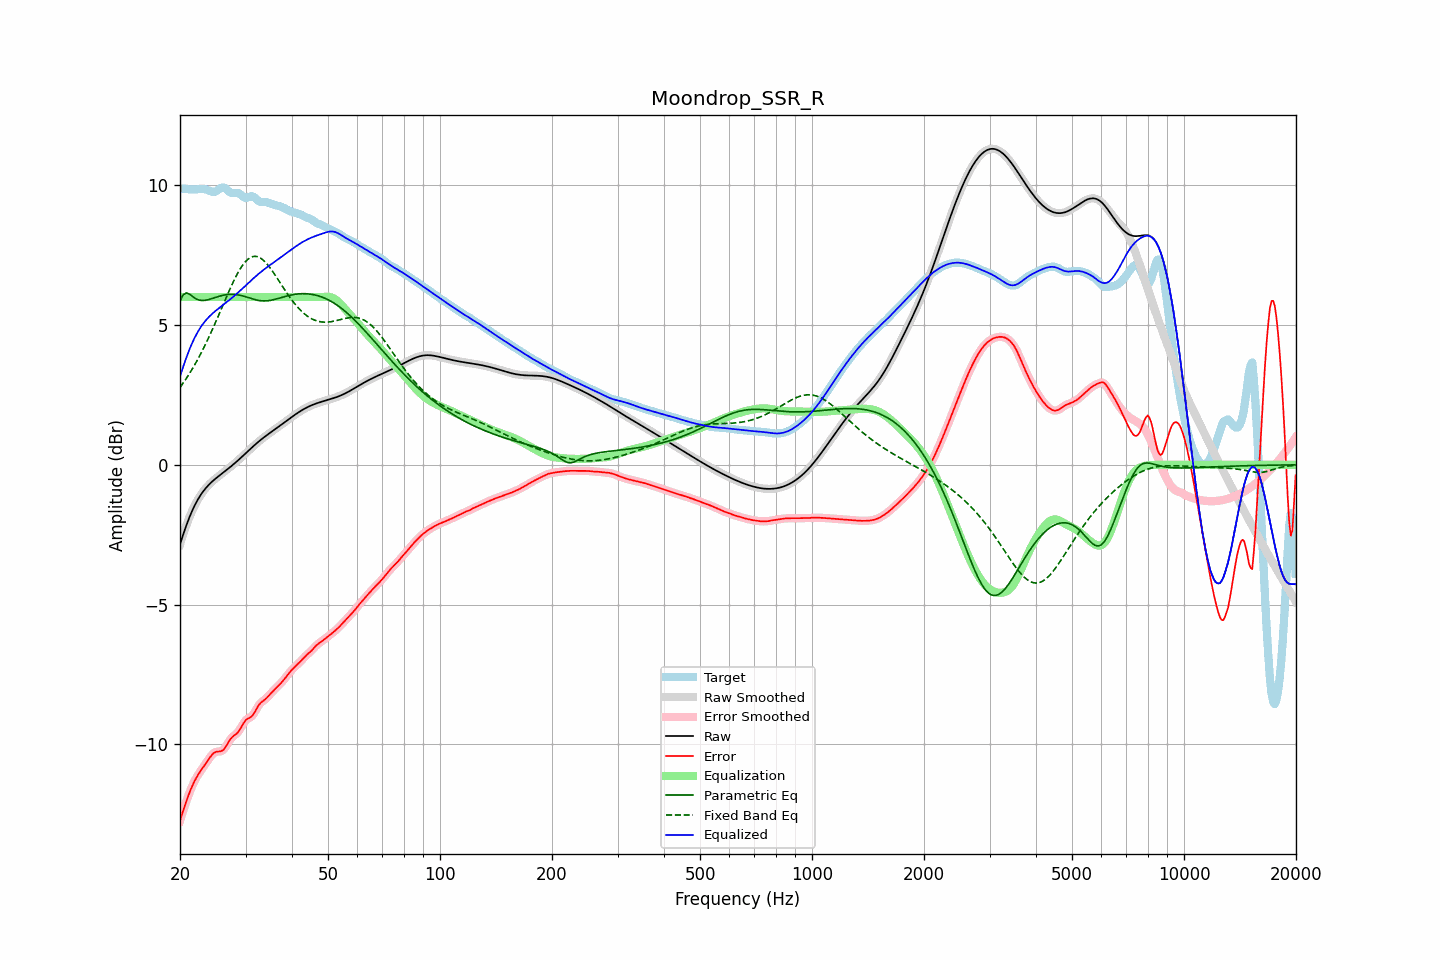 Moondrop_SSR_R
Amplitude (dBr)
10
5
0
−5
−10
Target
Raw Smoothed
Error Smoothed
Raw
Error
Equalization
Parametric Eq
Fixed Band Eq
Equalized
20 50 100 200 500 1000 2000 5000 10000 20000
Frequency (Hz)